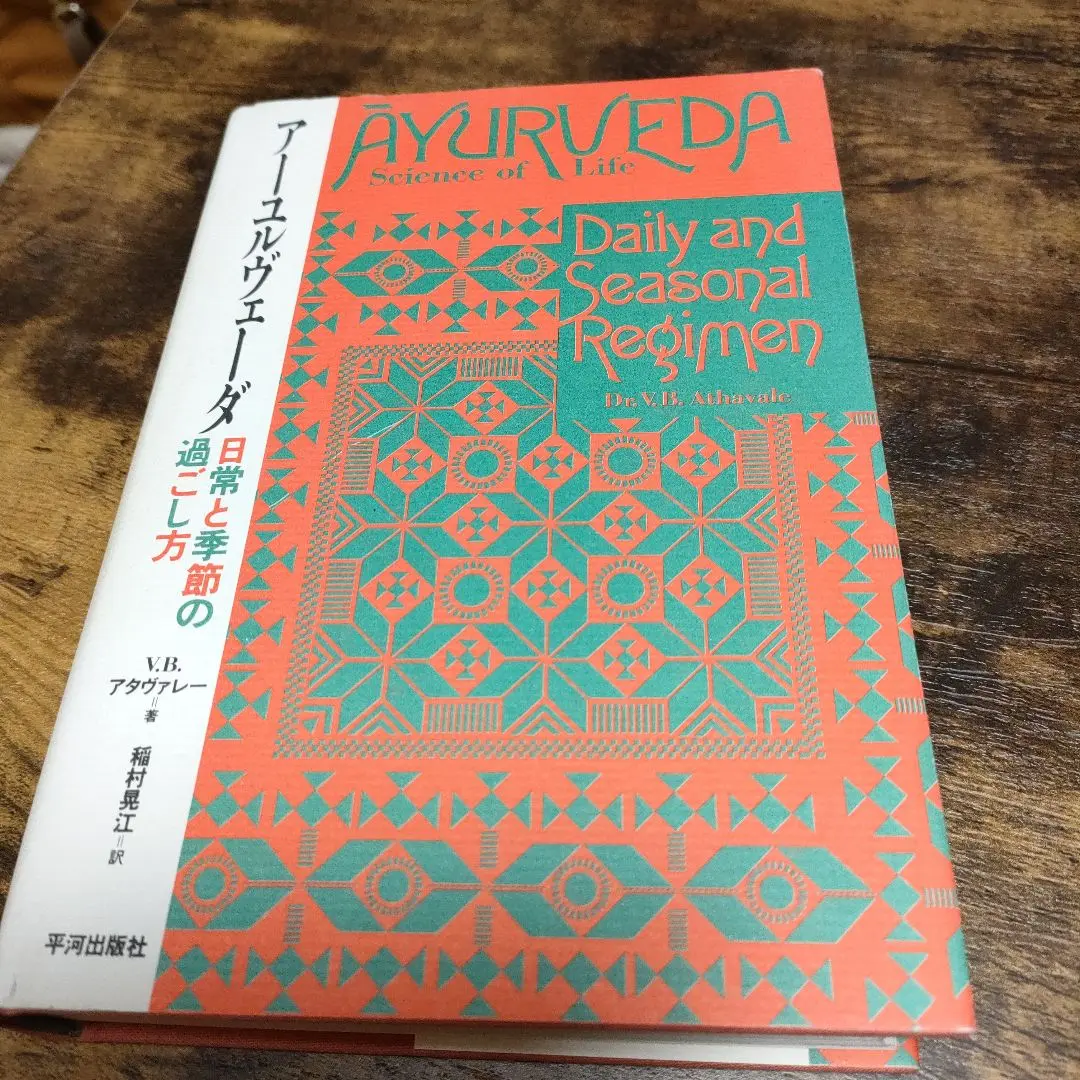 アーユルヴェーダ
日常と季節の
過ごし方
V.B.
アタヴァレー
=著
稲村晃江=訳
平河出版社
ĀYURVEDA
Science of Life
Daily and
Seasonal
Regimen
Dr. V. B. Athavale